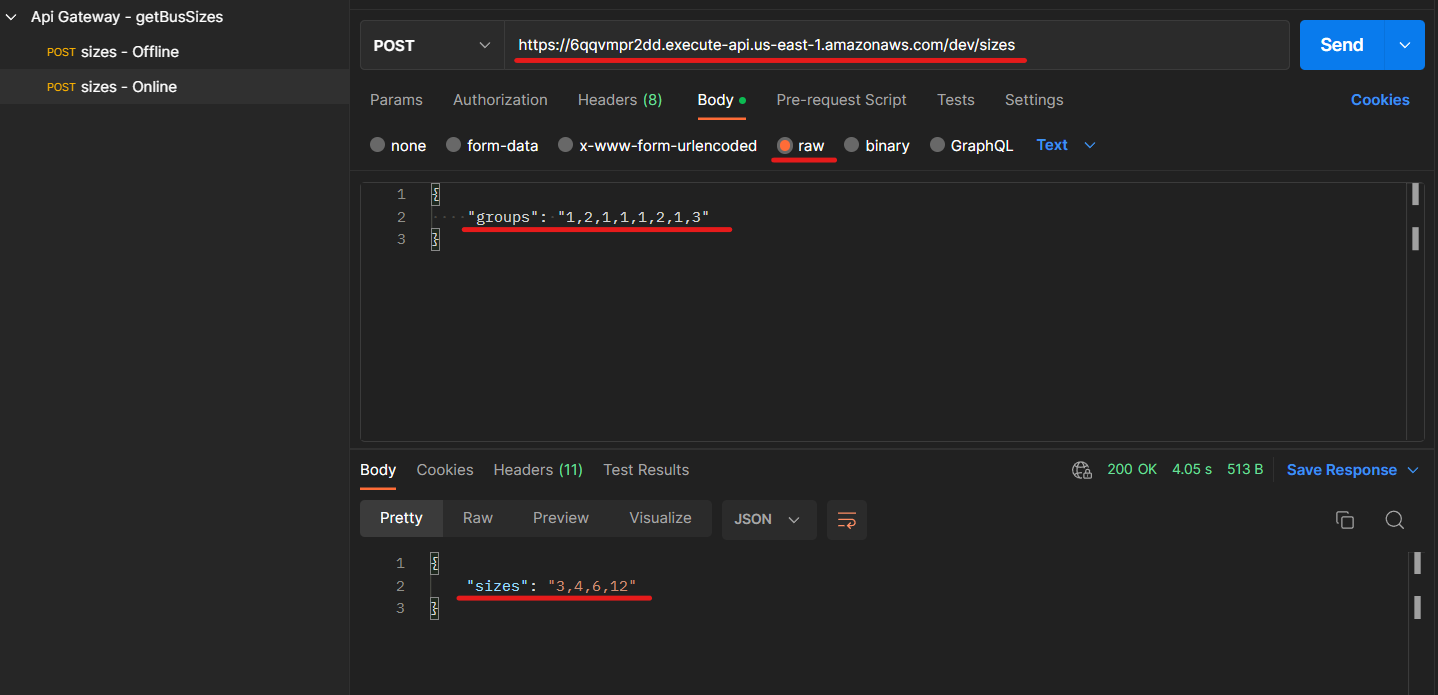 Api Gateway - getBusSizes
POST sizes - Offline
POST sizes - Online
POST https://6qqvmpr2dd.execute-api.us-east-1.amazonaws.com/dev/sizes Send
Params Authorization Headers (8) Body Pre-request Script Tests Settings Cookies
none form-data x-www-form-urlencoded raw binary GraphQL Text
1 {
2 ····"groups":·"1,2,1,1,1,2,1,3"
3 }
Body Cookies Headers (11) Test Results 200 OK 4.05 s 513 B Save Response
Pretty Raw Preview Visualize JSON
1 {
2 "sizes": "3,4,6,12"
3 }